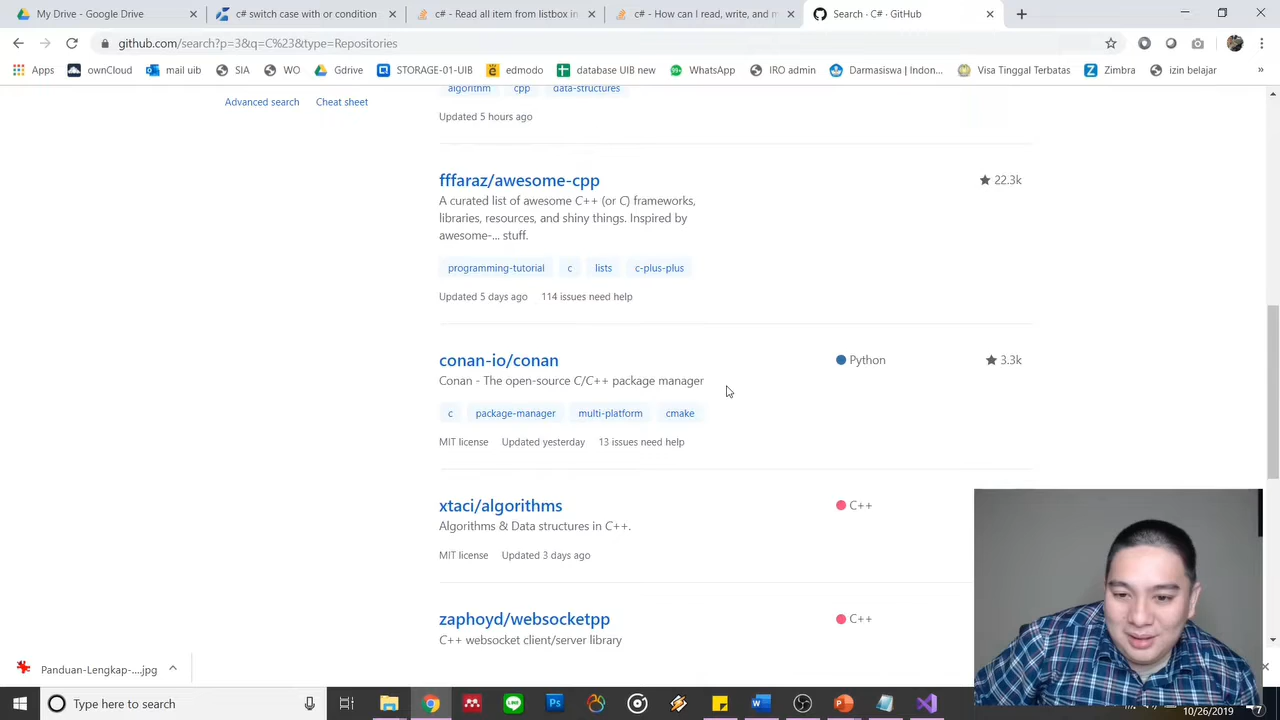 My Drive - Google Drive
c# switch case with or condition
c# - Read all item from listbox in
c# - How can I read, write, and m
Search · C# · GitHub
github.com/search?p=3&q=C%23&type=Repositories
Apps
ownCloud
mail uib
SIA
WO
Gdrive
STORAGE-01-UIB
edmodo
database UIB new
WhatsApp
IRO admin
Darmasiswa | Indon...
Visa Tinggal Terbatas
Zimbra
izin belajar
»
Advanced search
Cheat sheet
algorithm
cpp
data-structures
Updated 5 hours ago
fffaraz/awesome-cpp
22.3k
A curated list of awesome C++ (or C) frameworks,
libraries, resources, and shiny things. Inspired by
awesome-... stuff.
programming-tutorial
c
lists
c-plus-plus
Updated 5 days ago
114 issues need help
conan-io/conan
Python
3.3k
Conan - The open-source C/C++ package manager
c
package-manager
multi-platform
cmake
MIT license
Updated yesterday
13 issues need help
xtaci/algorithms
C++
Algorithms & Data structures in C++.
MIT license
Updated 3 days ago
zaphoyd/websocketpp
C++
C++ websocket client/server library
Panduan-Lengkap-....jpg
Type here to search
10/26/2019
7